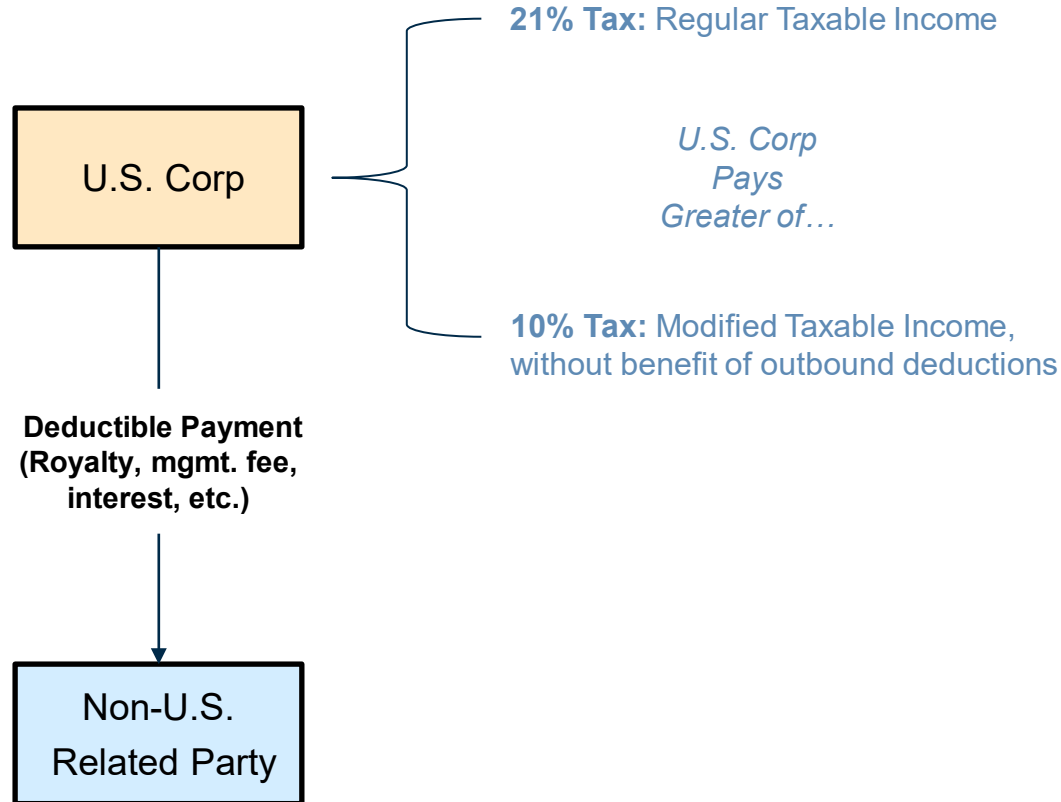 21% Tax: Regular Taxable Income
U.S. Corp
U.S. Corp
Pays
Greater of…
10% Tax: Modified Taxable Income,
without benefit of outbound deductions
Deductible Payment
(Royalty, mgmt. fee,
interest, etc.)
Non-U.S.
Related Party